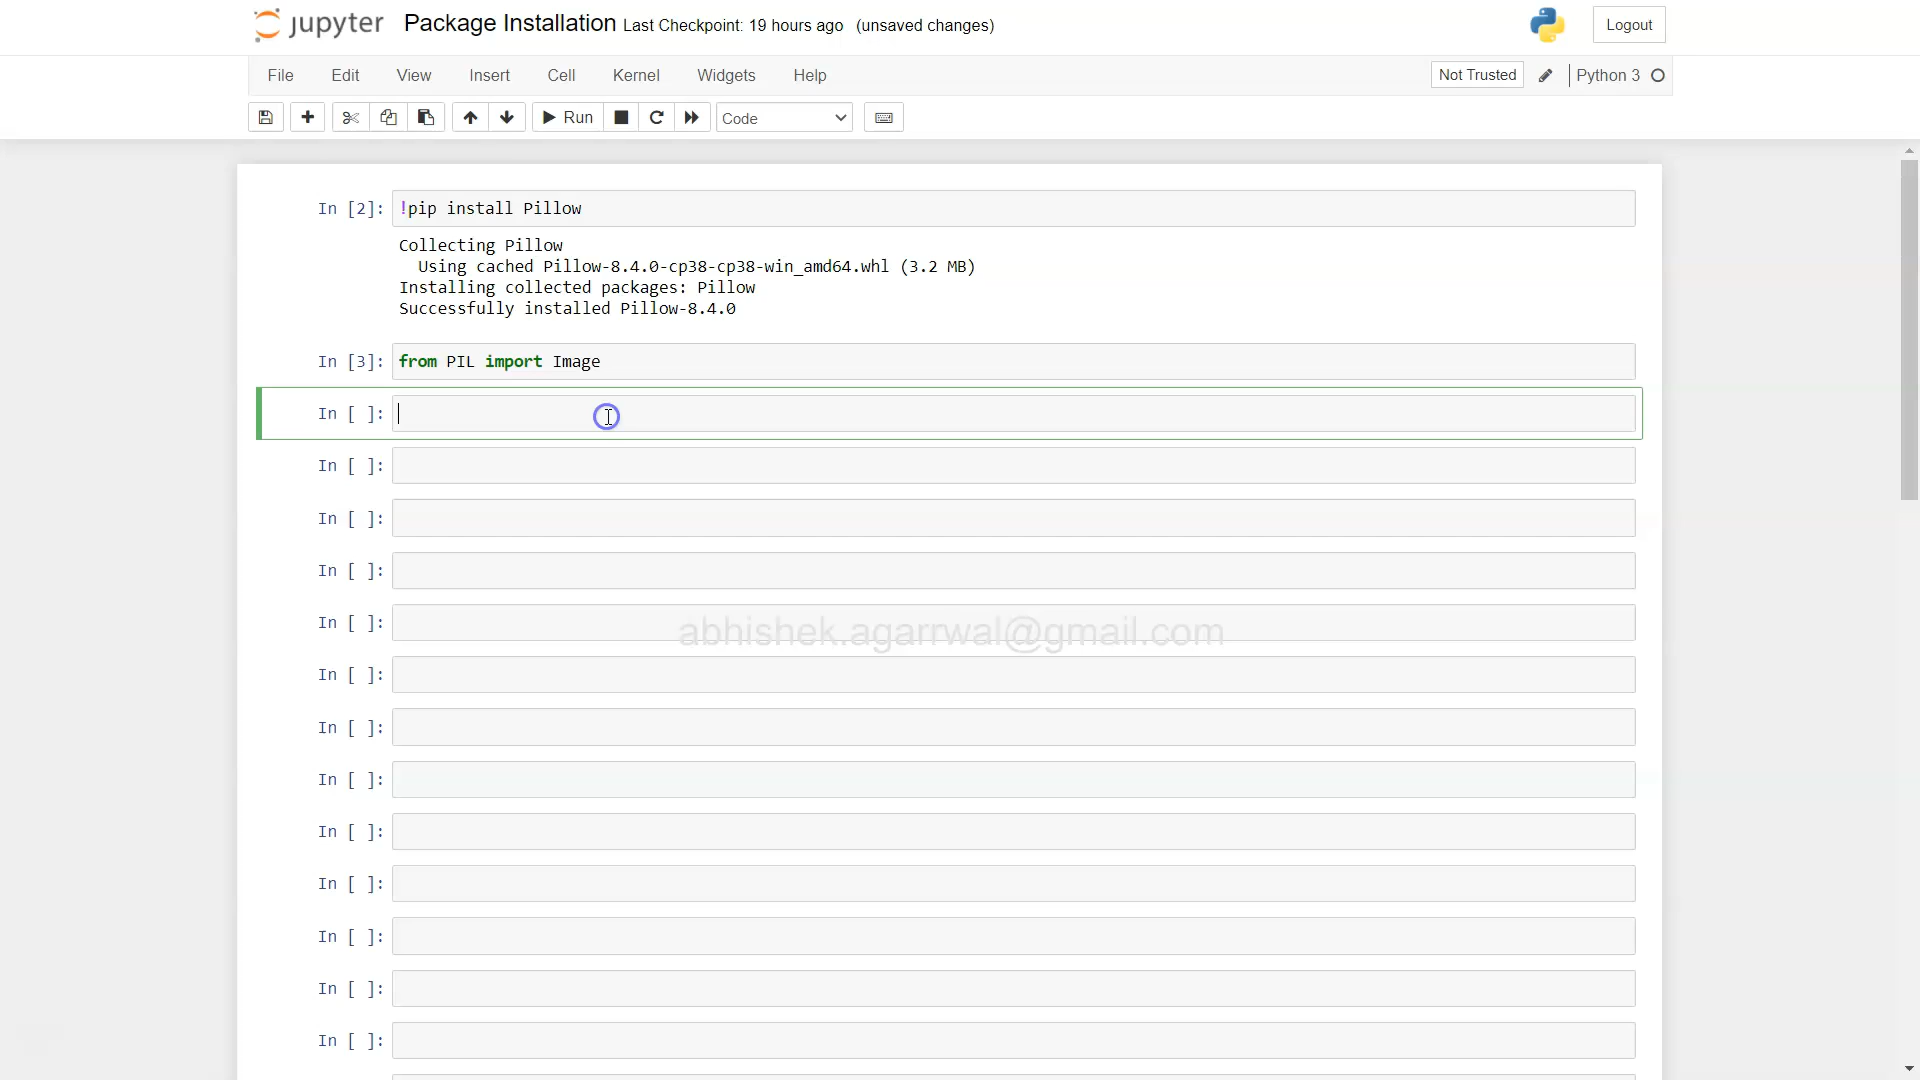 jupyter Package Installation Last Checkpoint: 19 hours ago (unsaved changes) Logout
File Edit View Insert Cell Kernel Widgets Help Not Trusted Python 3
Run Code
In [2]: !pip install Pillow
Collecting Pillow
Using cached Pillow-8.4.0-cp38-cp38-win_amd64.whl (3.2 MB)
Installing collected packages: Pillow
Successfully installed Pillow-8.4.0
In [3]: from PIL import Image
In [ ]:
In [ ]:
In [ ]:
In [ ]:
In [ ]:
abhishek.agarrwal@gmail.com
In [ ]:
In [ ]:
In [ ]:
In [ ]:
In [ ]:
In [ ]:
In [ ]:
In [ ]: